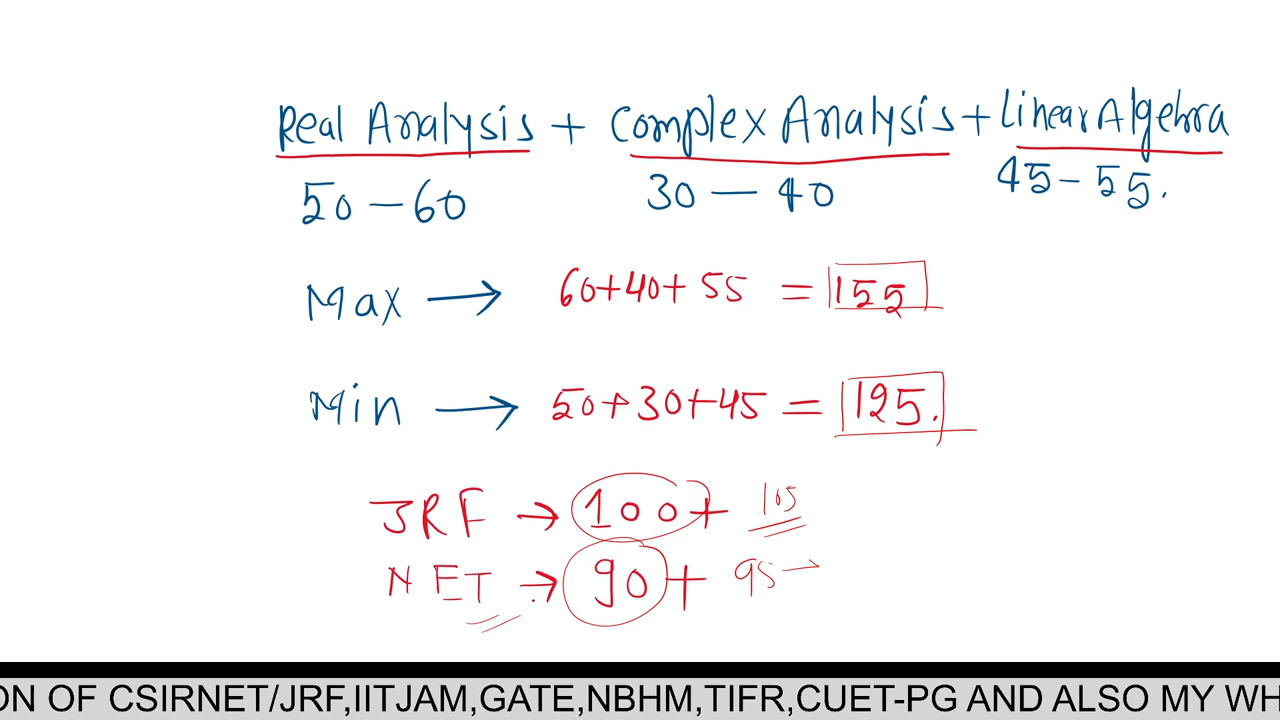 Real Analysis + Complex Analysis + Linear Algebra
50 – 60 30 – 40 45 – 55.
Max → 60+40+55 = 155
Min → 50+30+45 = 125.
JRF → 100+ 105
NET → 90+ 95 →
ON OF CSIRNET/JRF,IITJAM,GATE,NBHM,TIFR,CUET-PG AND ALSO MY WH